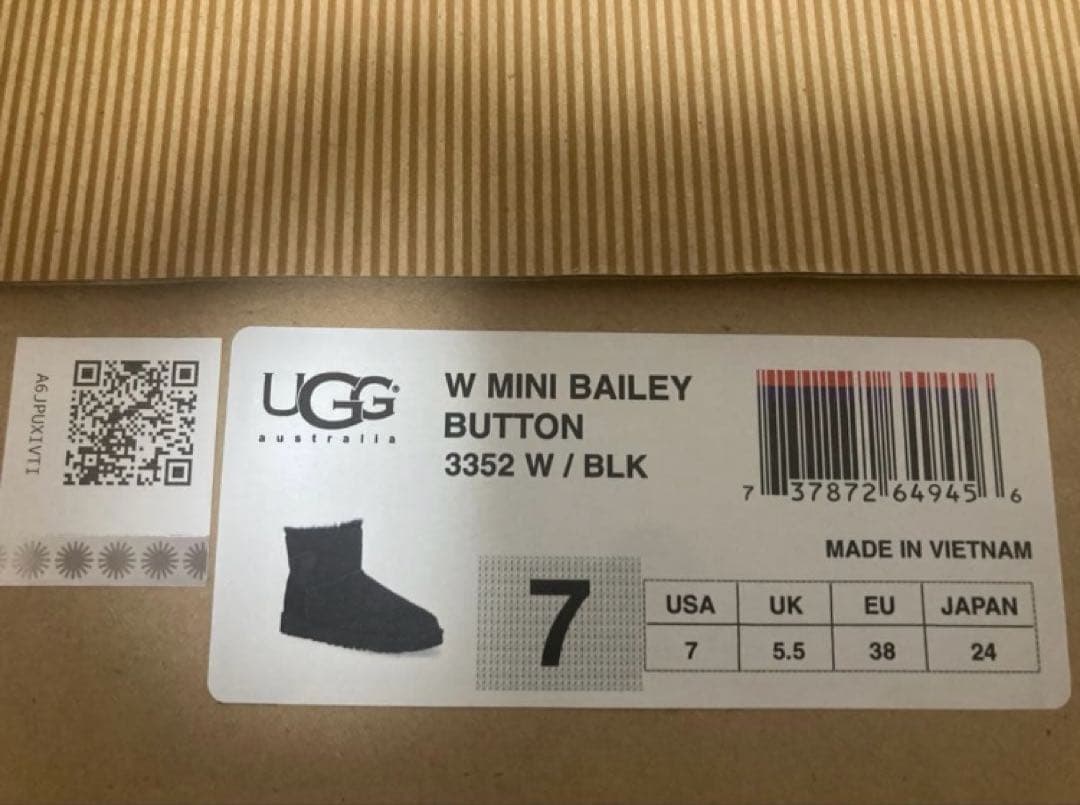 A6JPUXIVTI
UGG®
australia
W MINI BAILEY
BUTTON
3352 W / BLK
7 37872 64945 6
MADE IN VIETNAM
7
USA UK EU JAPAN
7 5.5 38 24